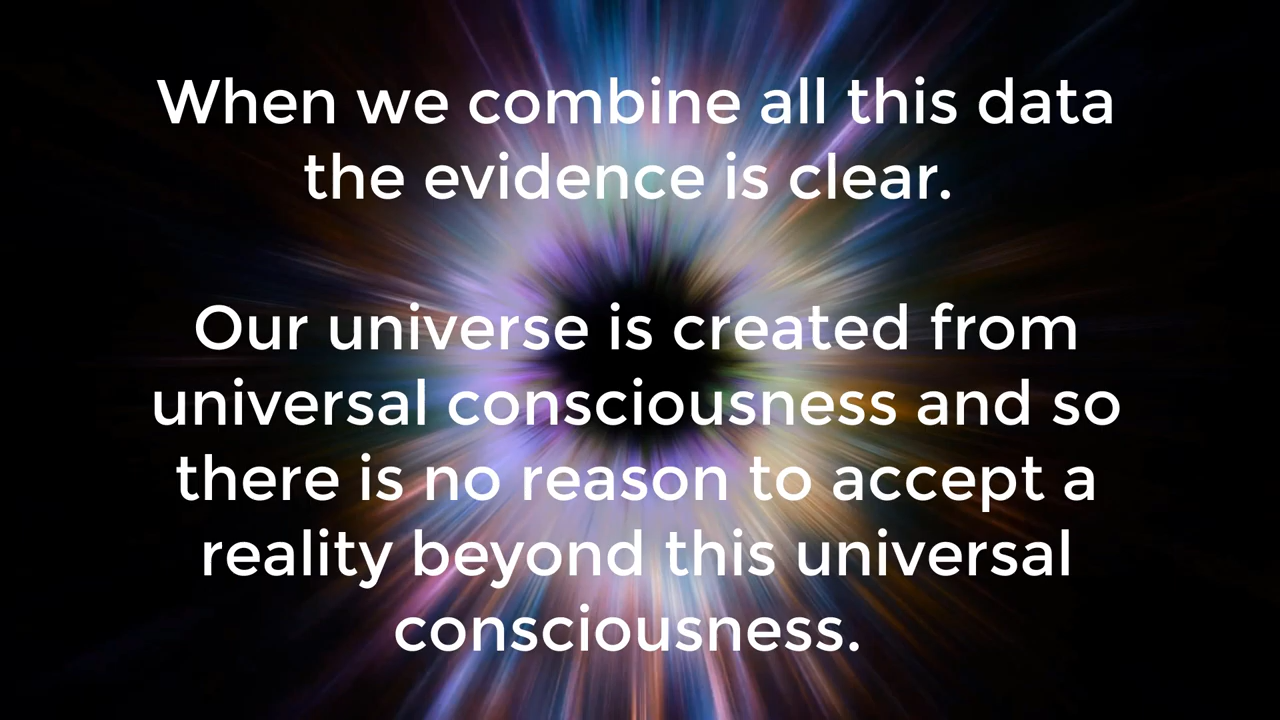 When we combine all this data
the evidence is clear.
Our universe is created from
universal consciousness and so
there is no reason to accept a
reality beyond this universal
consciousness.